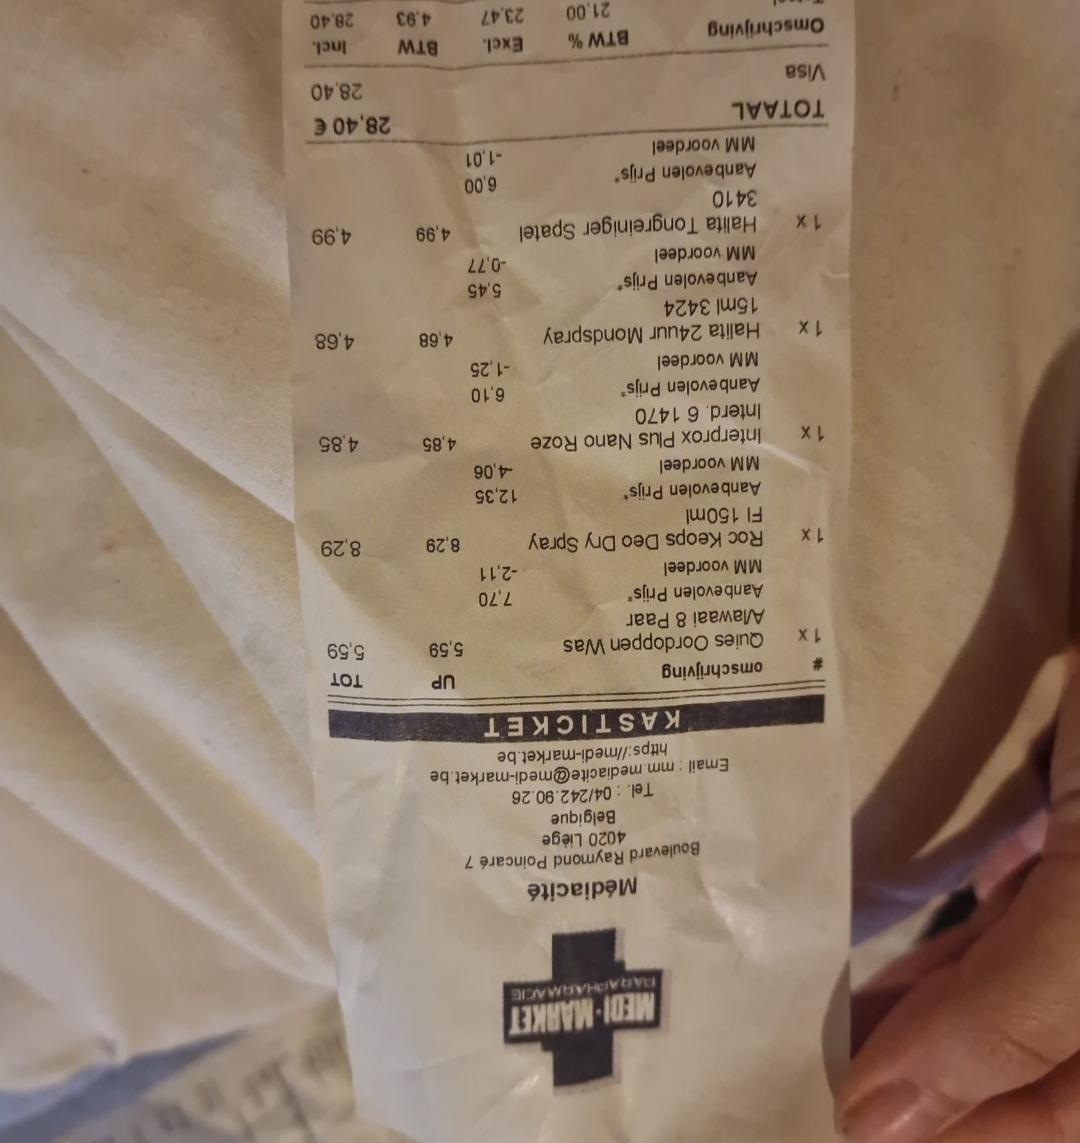 MEDI-MARKET
PARAPHARMACIE
Médiacité
Boulevard Raymond Poincaré 7
4020 Liège
Belgique
Tel. : 04/242.90.26
Email : mm.mediacite@medi-market.be
https://medi-market.be
KASTICKET
# omschrijving UP TOT
1 x Quies Oordoppen Was 5,59 5,59
A/lawaai 8 Paar
Aanbevolen Prijs* 7,70
MM voordeel -2,11
1 x Roc Keops Deo Dry Spray 8,29 8,29
Fl 150ml
Aanbevolen Prijs* 12,35
MM voordeel -4,06
1 x Interprox Plus Nano Roze 4,85 4,85
Interd. 6 1470
Aanbevolen Prijs* 6,10
MM voordeel -1,25
1 x Halita 24uur Mondspray 4,68 4,68
15ml 3424
Aanbevolen Prijs* 5,45
MM voordeel -0,77
1 x Halita Tongreiniger Spatel 4,99 4,99
3410
Aanbevolen Prijs* 6,00
MM voordeel -1,01
TOTAAL 28,40 €
Visa 28,40
Omschrijving BTW % Excl. BTW Incl.
21,00 23,47 4,93 28,40